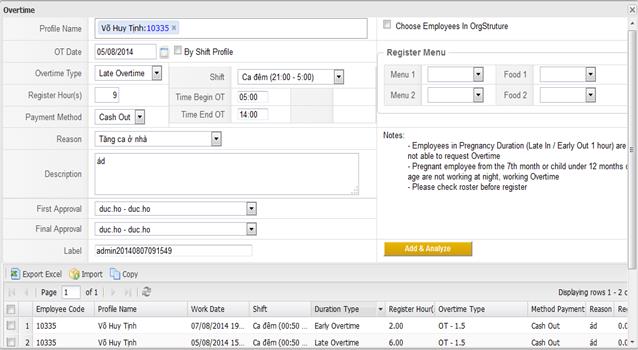 Overtime
Profile Name
Võ Huy Tịnh:10335 ×
OT Date
05/08/2014
By Shift Profile
Overtime Type
Late Overtime
Shift
Ca đêm (21:00 - 5:00)
Register Hour(s)
9
Time Begin OT
05:00
Payment Method
Cash Out
Time End OT
14:00
Reason
Tăng ca ở nhà
Description
ád
First Approval
duc.ho - duc.ho
Final Approval
duc.ho - duc.ho
Label
admin20140807091549
Choose Employees In OrgStruture
Register Menu
Menu 1
Food 1
Menu 2
Food 2
Notes:
- Employees in Pregnancy Duration (Late In / Early Out 1 hour) are
not able to request Overtime
- Pregnant employee from the 7th month or child under 12 months o
age are not working at night, working Overtime
- Please check roster before register
Add & Analyze
Export Excel Import Copy
Page 1 of 1
Displaying rows 1 - 2 o
Employee Code Profile Name Work Date Shift Duration Type Register Hour( Overtime Type Method Payment Reason Re
1 10335 Võ Huy Tịnh 07/08/2014 19... Ca đêm (00:50 ... Early Overtime 2.00 OT - 1.5 Cash Out ád 0.0
2 10335 Võ Huy Tịnh 05/08/2014 15... Ca đêm (00:50 ... Late Overtime 6.00 OT - 1.5 Cash Out ád 0.0